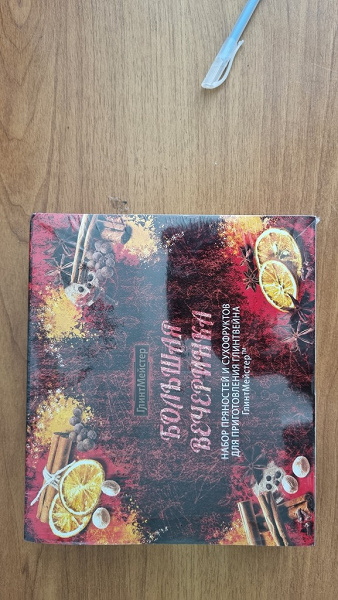 ГлинтМейстер
БОЛЬШАЯ
ВЕЧЕРИНКА
НАБОР ПРЯНОСТЕЙ И СУХОФРУКТОВ
ДЛЯ ПРИГОТОВЛЕНИЯ ГЛИНТВЕЙНА
ГлинтМейстер™